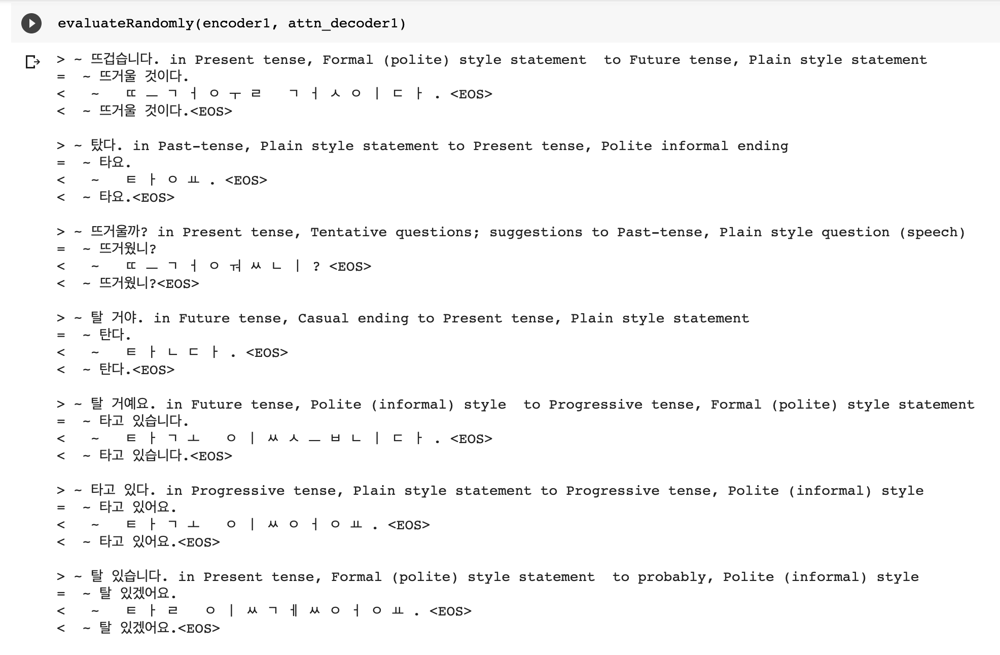 evaluateRandomly(encoder1, attn_decoder1)
> ~ 뜨겁습니다. in Present tense, Formal (polite) style statement  to Future tense, Plain style statement
=  ~ 뜨거울 것이다.
<   ~   ㄸ ㅡ ㄱ ㅓ ㅇ ㅜ ㄹ   ㄱ ㅓ ㅅ ㅇ ㅣ ㄷ ㅏ . <EOS>
<  ~ 뜨거울 것이다.<EOS>
> ~ 탔다. in Past-tense, Plain style statement to Present tense, Polite informal ending
=  ~ 타요.
<   ~   ㅌ ㅏ ㅇ ㅛ . <EOS>
<  ~ 타요.<EOS>
> ~ 뜨거울까? in Present tense, Tentative questions; suggestions to Past-tense, Plain style question (speech)
=  ~ 뜨거웠니?
<   ~   ㄸ ㅡ ㄱ ㅓ ㅇ ㅝ ㅆ ㄴ ㅣ ? <EOS>
<  ~ 뜨거웠니?<EOS>
> ~ 탈 거야. in Future tense, Casual ending to Present tense, Plain style statement
=  ~ 탄다.
<   ~   ㅌ ㅏ ㄴ ㄷ ㅏ . <EOS>
<  ~ 탄다.<EOS>
> ~ 탈 거예요. in Future tense, Polite (informal) style  to Progressive tense, Formal (polite) style statement
=  ~ 타고 있습니다.
<   ~   ㅌ ㅏ ㄱ ㅗ   ㅇ ㅣ ㅆ ㅅ ㅡ ㅂ ㄴ ㅣ ㄷ ㅏ . <EOS>
<  ~ 타고 있습니다.<EOS>
> ~ 타고 있다. in Progressive tense, Plain style statement to Progressive tense, Polite (informal) style
=  ~ 타고 있어요.
<   ~   ㅌ ㅏ ㄱ ㅗ   ㅇ ㅣ ㅆ ㅇ ㅓ ㅇ ㅛ . <EOS>
<  ~ 타고 있어요.<EOS>
> ~ 탈 있습니다. in Present tense, Formal (polite) style statement  to probably, Polite (informal) style
=  ~ 탈 있겠어요.
<   ~   ㅌ ㅏ ㄹ   ㅇ ㅣ ㅆ ㄱ ㅔ ㅆ ㅇ ㅓ ㅇ ㅛ . <EOS>
<  ~ 탈 있겠어요.<EOS>